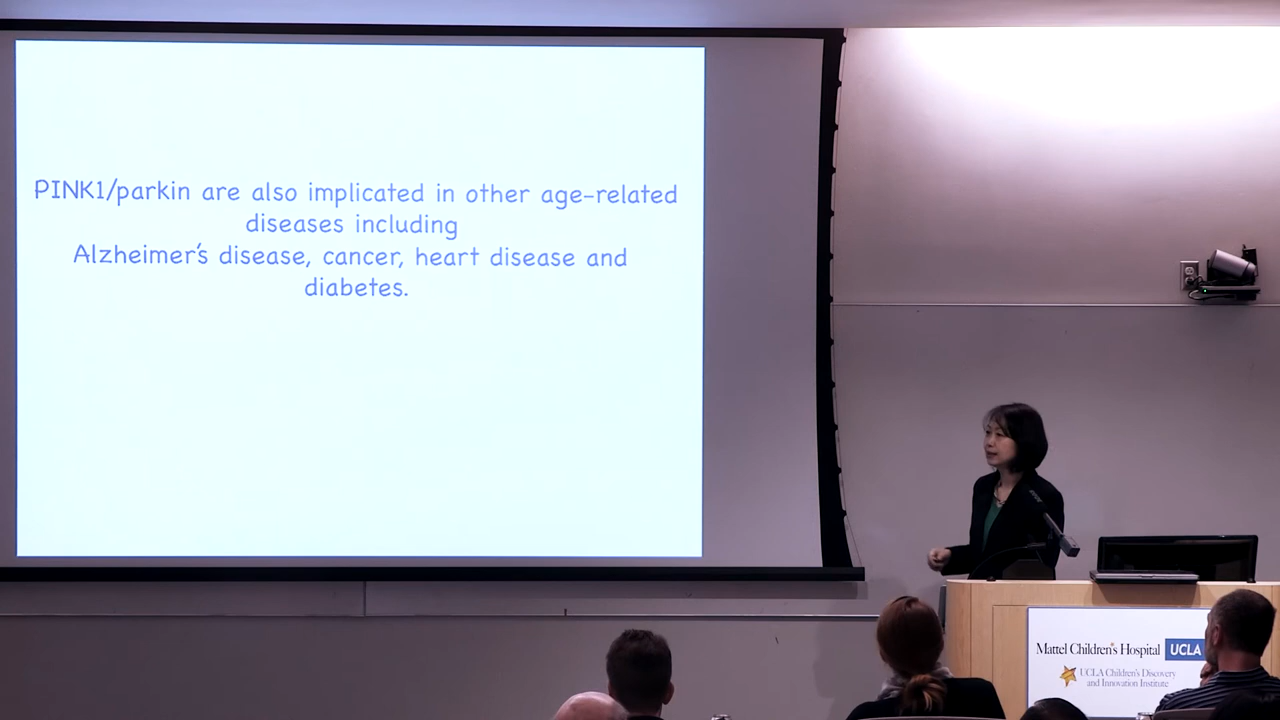 PINK1/parkin are also implicated in other age-related
diseases including
Alzheimer's disease, cancer, heart disease and
diabetes.
Mattel Children's Hospital UCLA
UCLA Children's Discovery
and Innovation Institute